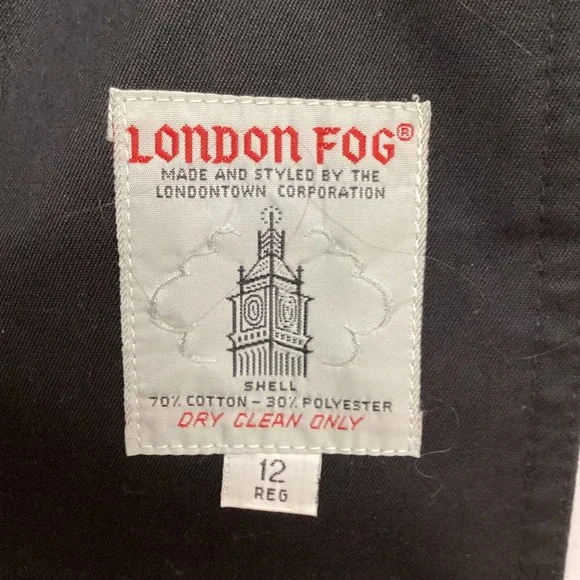 LONDON FOG®
MADE AND STYLED BY THE
LONDONTOWN CORPORATION
SHELL
70% COTTON - 30% POLYESTER
DRY CLEAN ONLY
12
REG